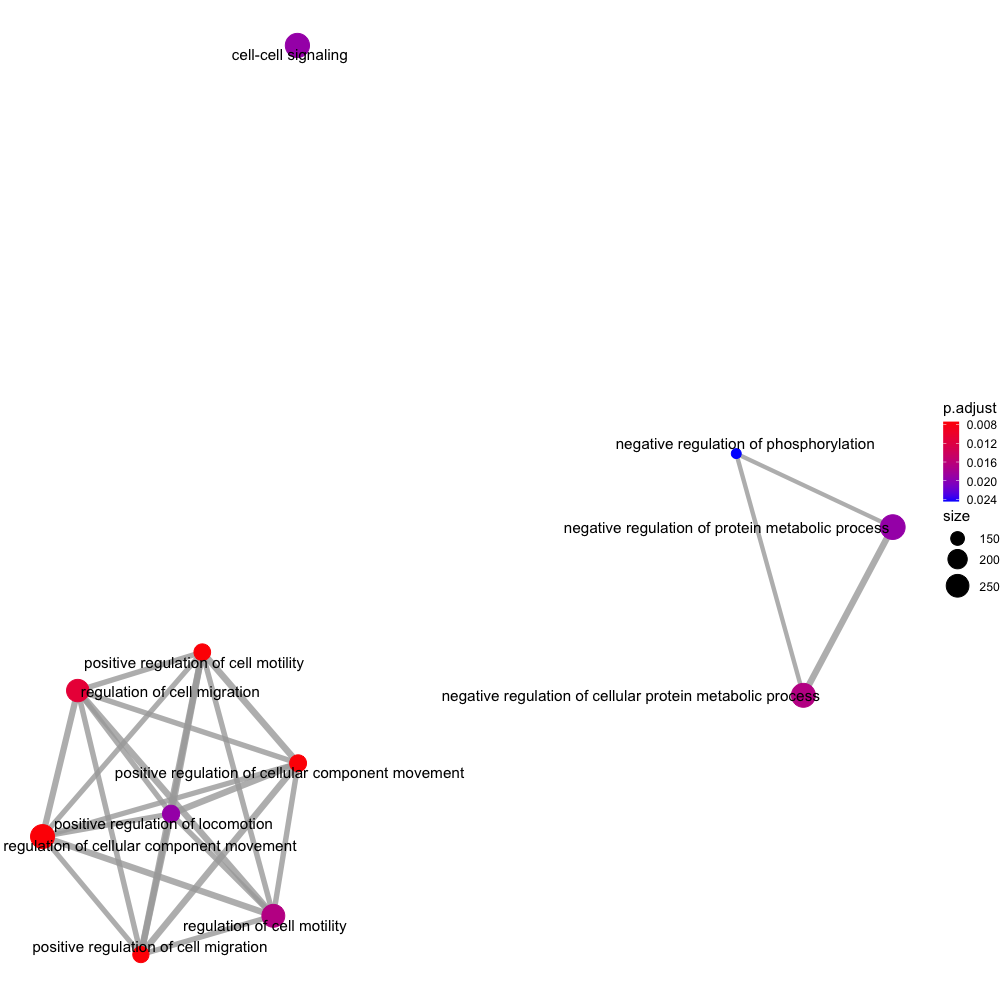 cell-cell signaling
p.adjust
0.008
0.012
0.016
0.020
0.024
size
150
200
250
negative regulation of phosphorylation
negative regulation of protein metabolic process
negative regulation of cellular protein metabolic process
positive regulation of cell motility
regulation of cell migration
positive regulation of cellular component movement
positive regulation of locomotion
regulation of cellular component movement
regulation of cell motility
positive regulation of cell migration